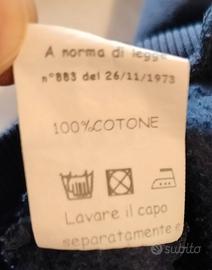 A norma di legge
n°883 del 26/11/1973
100%COTONE
Lavare il capo
separatamente e
subito